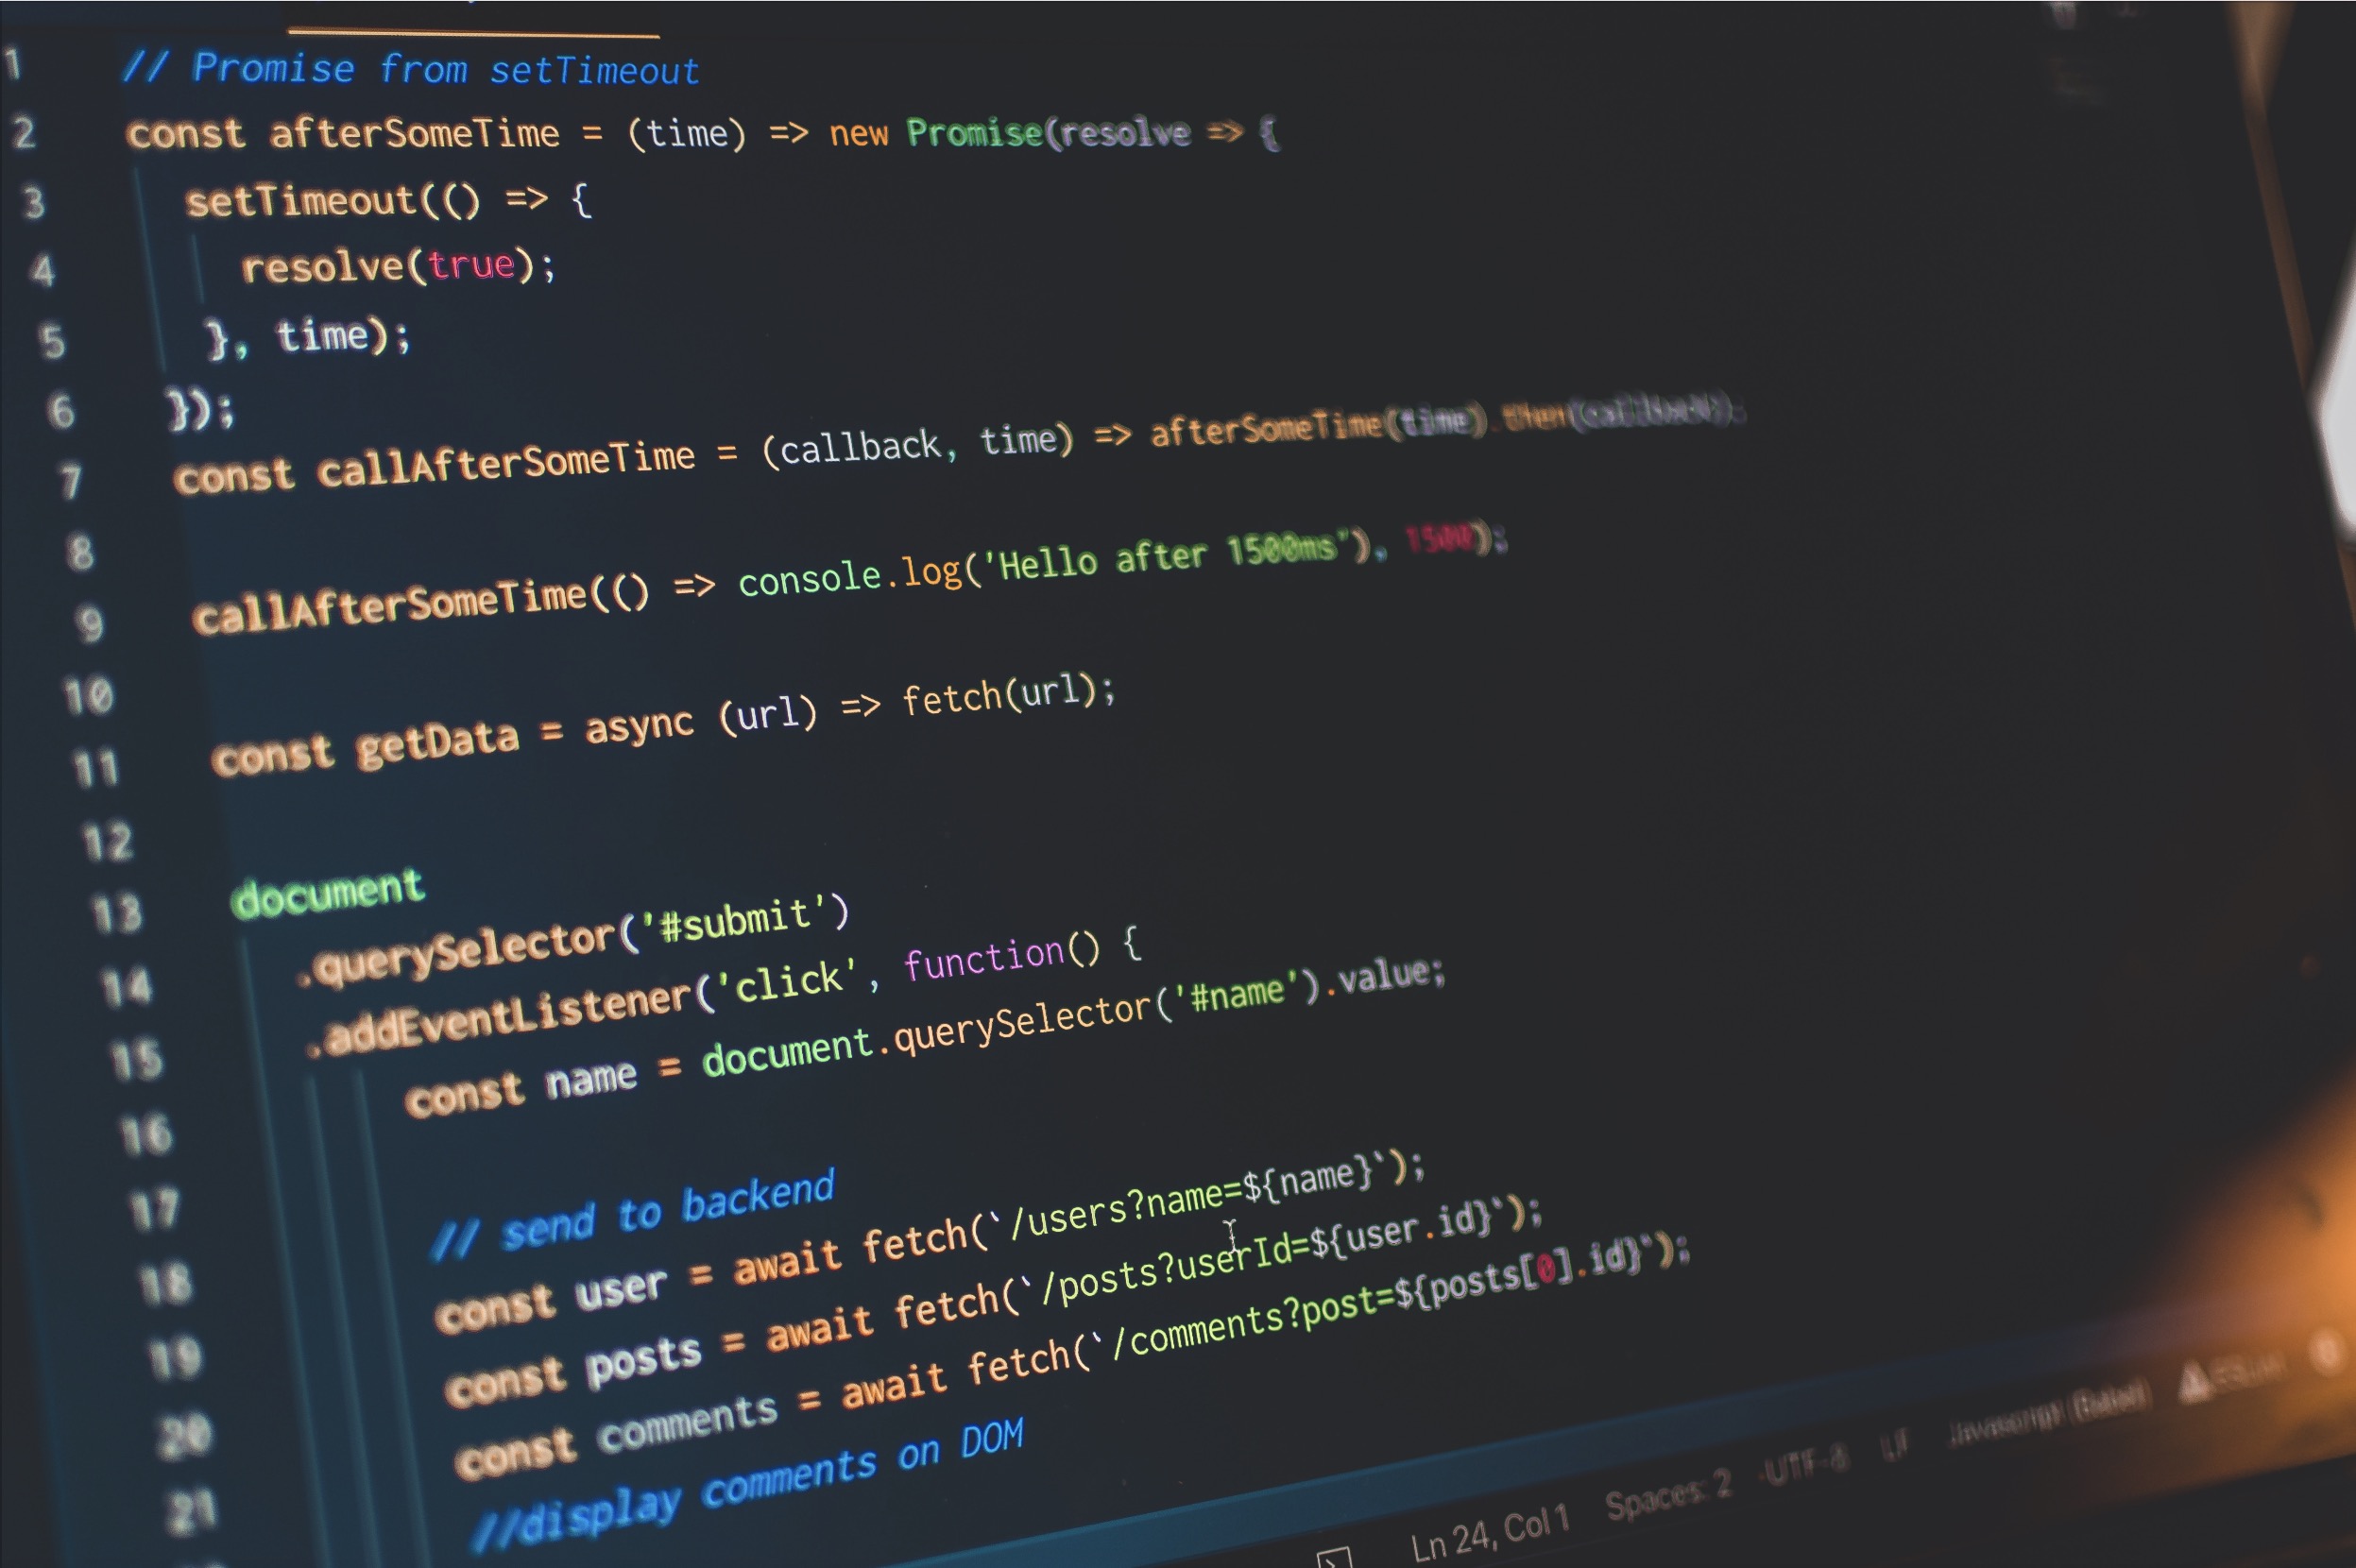 1 // Promise from setTimeout
2 const afterSomeTime = (time) => new Promise(resolve => {
3 setTimeout(() => {
4 resolve(true);
5 }, time);
6 });
7 const callAfterSomeTime = (callback, time) => afterSomeTime(time).then(callback);
8
9 callAfterSomeTime(() => console.log('Hello after 1500ms'), 1500);
10
11 const getData = async (url) => fetch(url);
12
13 document
14 .querySelector('#submit')
15 .addEventListener('click', function() {
16 const name = document.querySelector('#name').value;
17
18 // send to backend
19 const user = await fetch(`/users?name=${name}`);
20 const posts = await fetch(`/posts?userId=${user.id}`);
21 const comments = await fetch(`/comments?post=${posts[0].id}`);
//display comments on DOM
Ln 24, Col 1 Spaces: 2 UTF-8 LF Javascript (Babel)